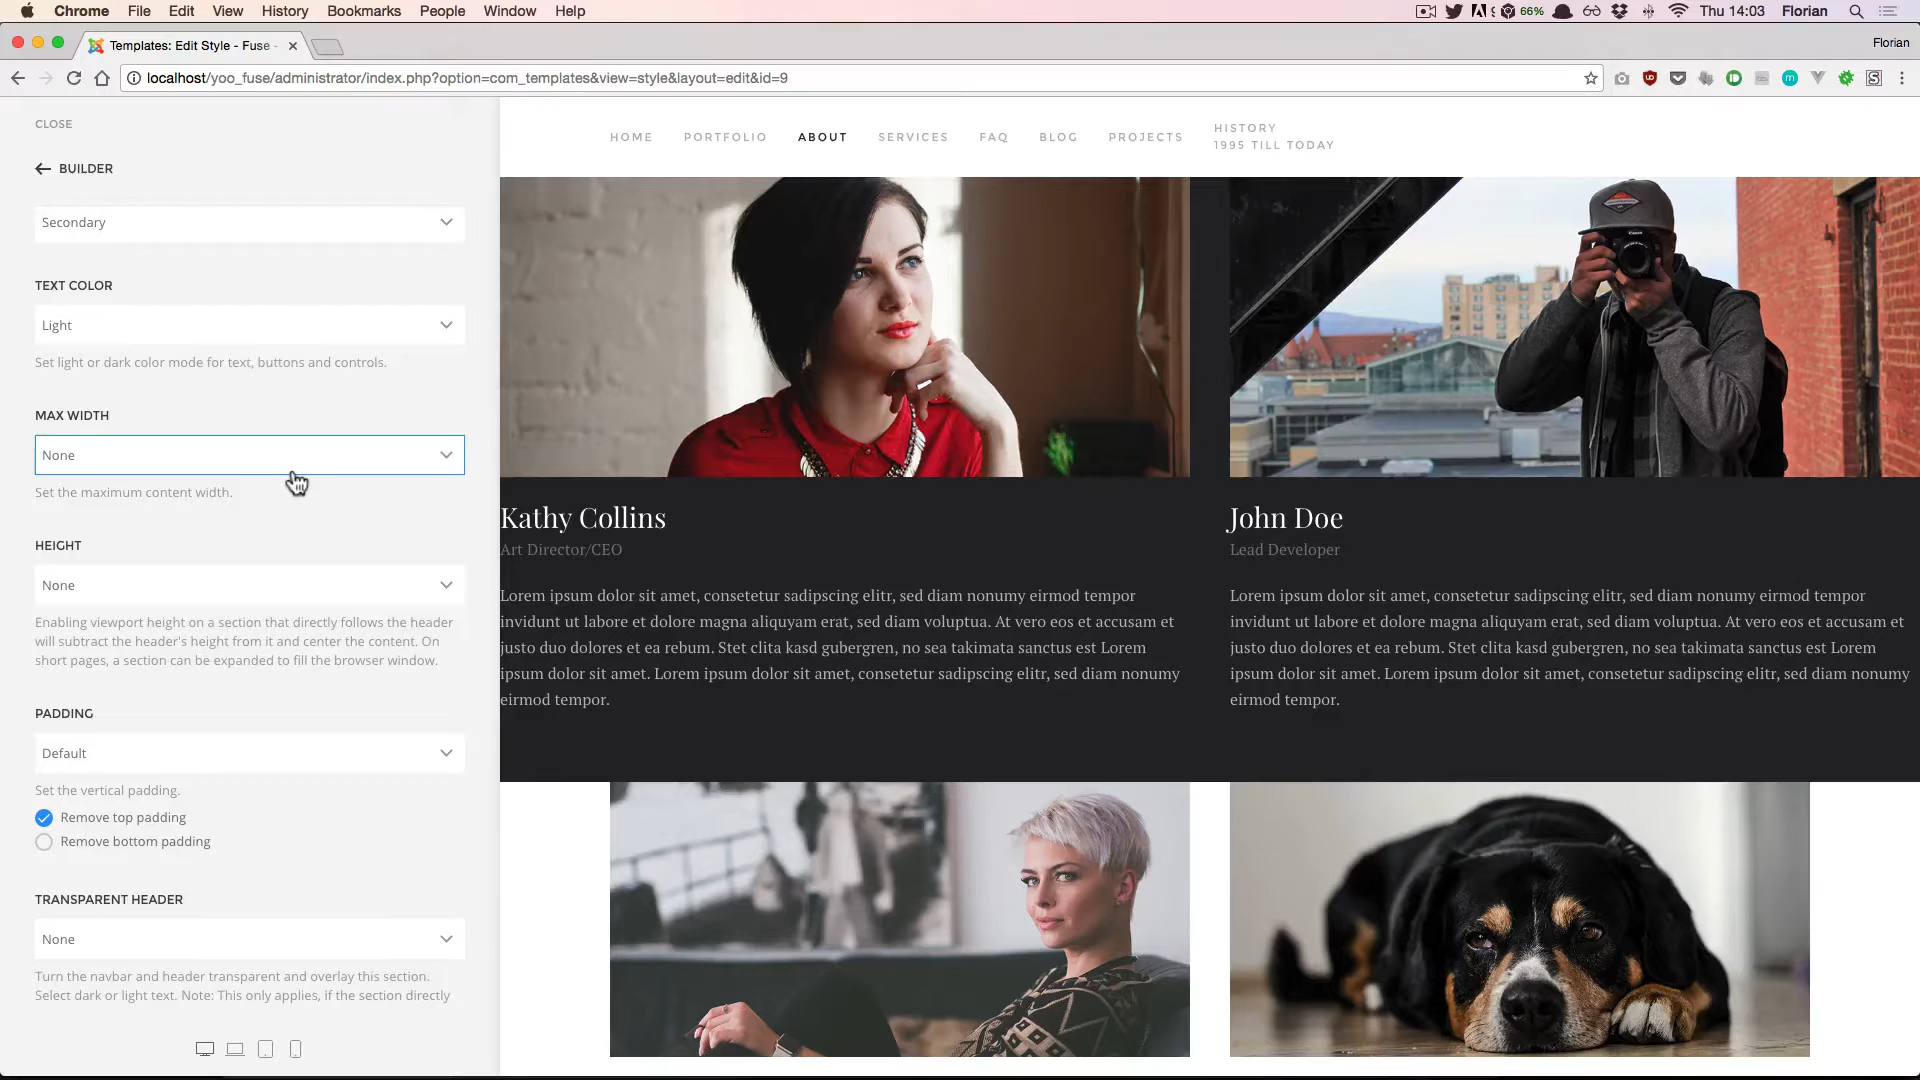 Chrome File Edit View History Bookmarks People Window Help
66% Thu 14:03 Florian
Templates: Edit Style - Fuse -
Florian
localhost/yoo_fuse/administrator/index.php?option=com_templates&view=style&layout=edit&id=9
CLOSE
BUILDER
Secondary
TEXT COLOR
Light
Set light or dark color mode for text, buttons and controls.
MAX WIDTH
None
Set the maximum content width.
HEIGHT
None
Enabling viewport height on a section that directly follows the header
will subtract the header's height from it and center the content. On
short pages, a section can be expanded to fill the browser window.
PADDING
Default
Set the vertical padding.
Remove top padding
Remove bottom padding
TRANSPARENT HEADER
None
Turn the navbar and header transparent and overlay this section.
Select dark or light text. Note: This only applies, if the section directly
HOME PORTFOLIO ABOUT SERVICES FAQ BLOG PROJECTS HISTORY
1995 TILL TODAY
Canon
Kathy Collins
Art Director/CEO
Lorem ipsum dolor sit amet, consetetur sadipscing elitr, sed diam nonumy eirmod tempor
invidunt ut labore et dolore magna aliquyam erat, sed diam voluptua. At vero eos et accusam et
justo duo dolores et ea rebum. Stet clita kasd gubergren, no sea takimata sanctus est Lorem
ipsum dolor sit amet. Lorem ipsum dolor sit amet, consetetur sadipscing elitr, sed diam nonumy
eirmod tempor.
John Doe
Lead Developer
Lorem ipsum dolor sit amet, consetetur sadipscing elitr, sed diam nonumy eirmod tempor
invidunt ut labore et dolore magna aliquyam erat, sed diam voluptua. At vero eos et accusam et
justo duo dolores et ea rebum. Stet clita kasd gubergren, no sea takimata sanctus est Lorem
ipsum dolor sit amet. Lorem ipsum dolor sit amet, consetetur sadipscing elitr, sed diam nonumy
eirmod tempor.